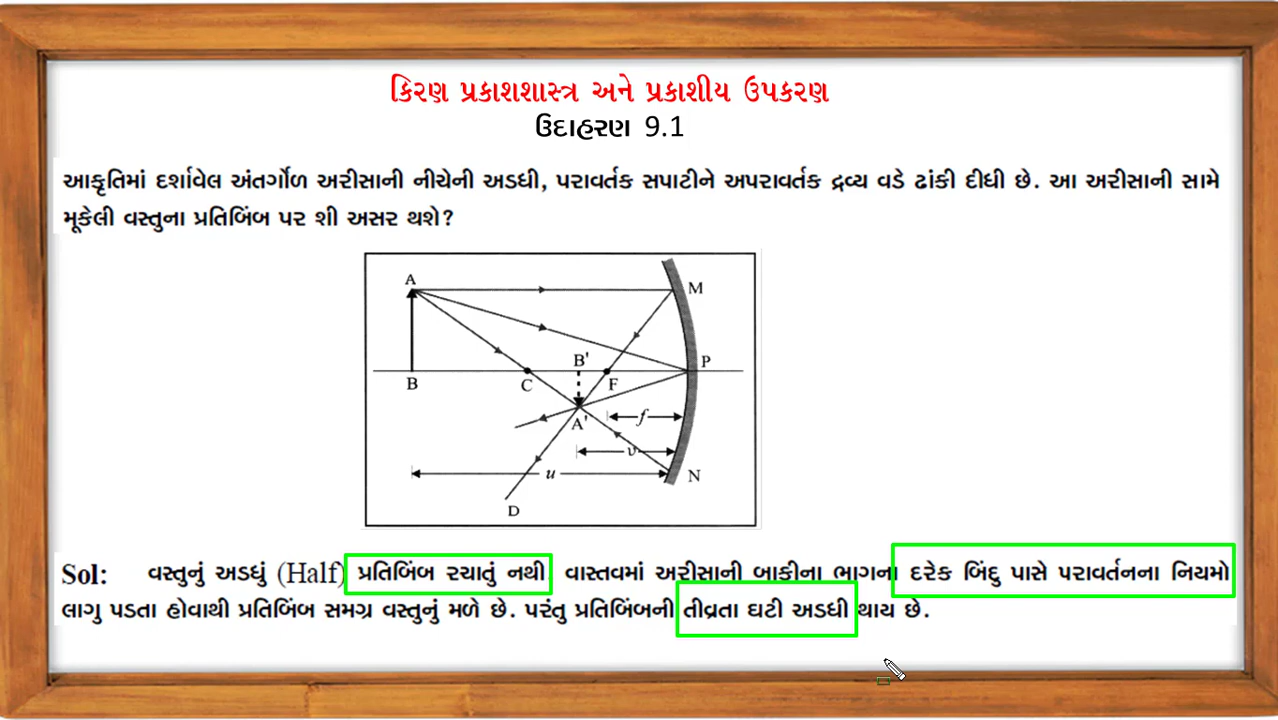 કિરણ પ્રકાશશાસ્ત્ર અને પ્રકાશીય ઉપકરણ
ઉદાહરણ 9.1
આકૃતિમાં દર્શાવેલ અંતર્ગોળ અરીસાની નીચેની અડધી, પરાવર્તક સપાટીને અપરાવર્તક દ્રવ્ય વડે ઢાંકી દીધી છે. આ અરીસાની સામે
મૂકેલી વસ્તુના પ્રતિબિંબ પર શી અસર થશે?
A
M
B'
P
B
C
F
f
A'
v
u
N
D
Sol: વસ્તુનું અડધું (Half) પ્રતિબિંબ રચાતું નથી. વાસ્તવમાં અરીસાની બાકીના ભાગના દરેક બિંદુ પાસે પરાવર્તનના નિયમો
લાગુ પડતા હોવાથી પ્રતિબિંબ સમગ્ર વસ્તુનું મળે છે. પરંતુ પ્રતિબિંબની તીવ્રતા ઘટી અડધી થાય છે.